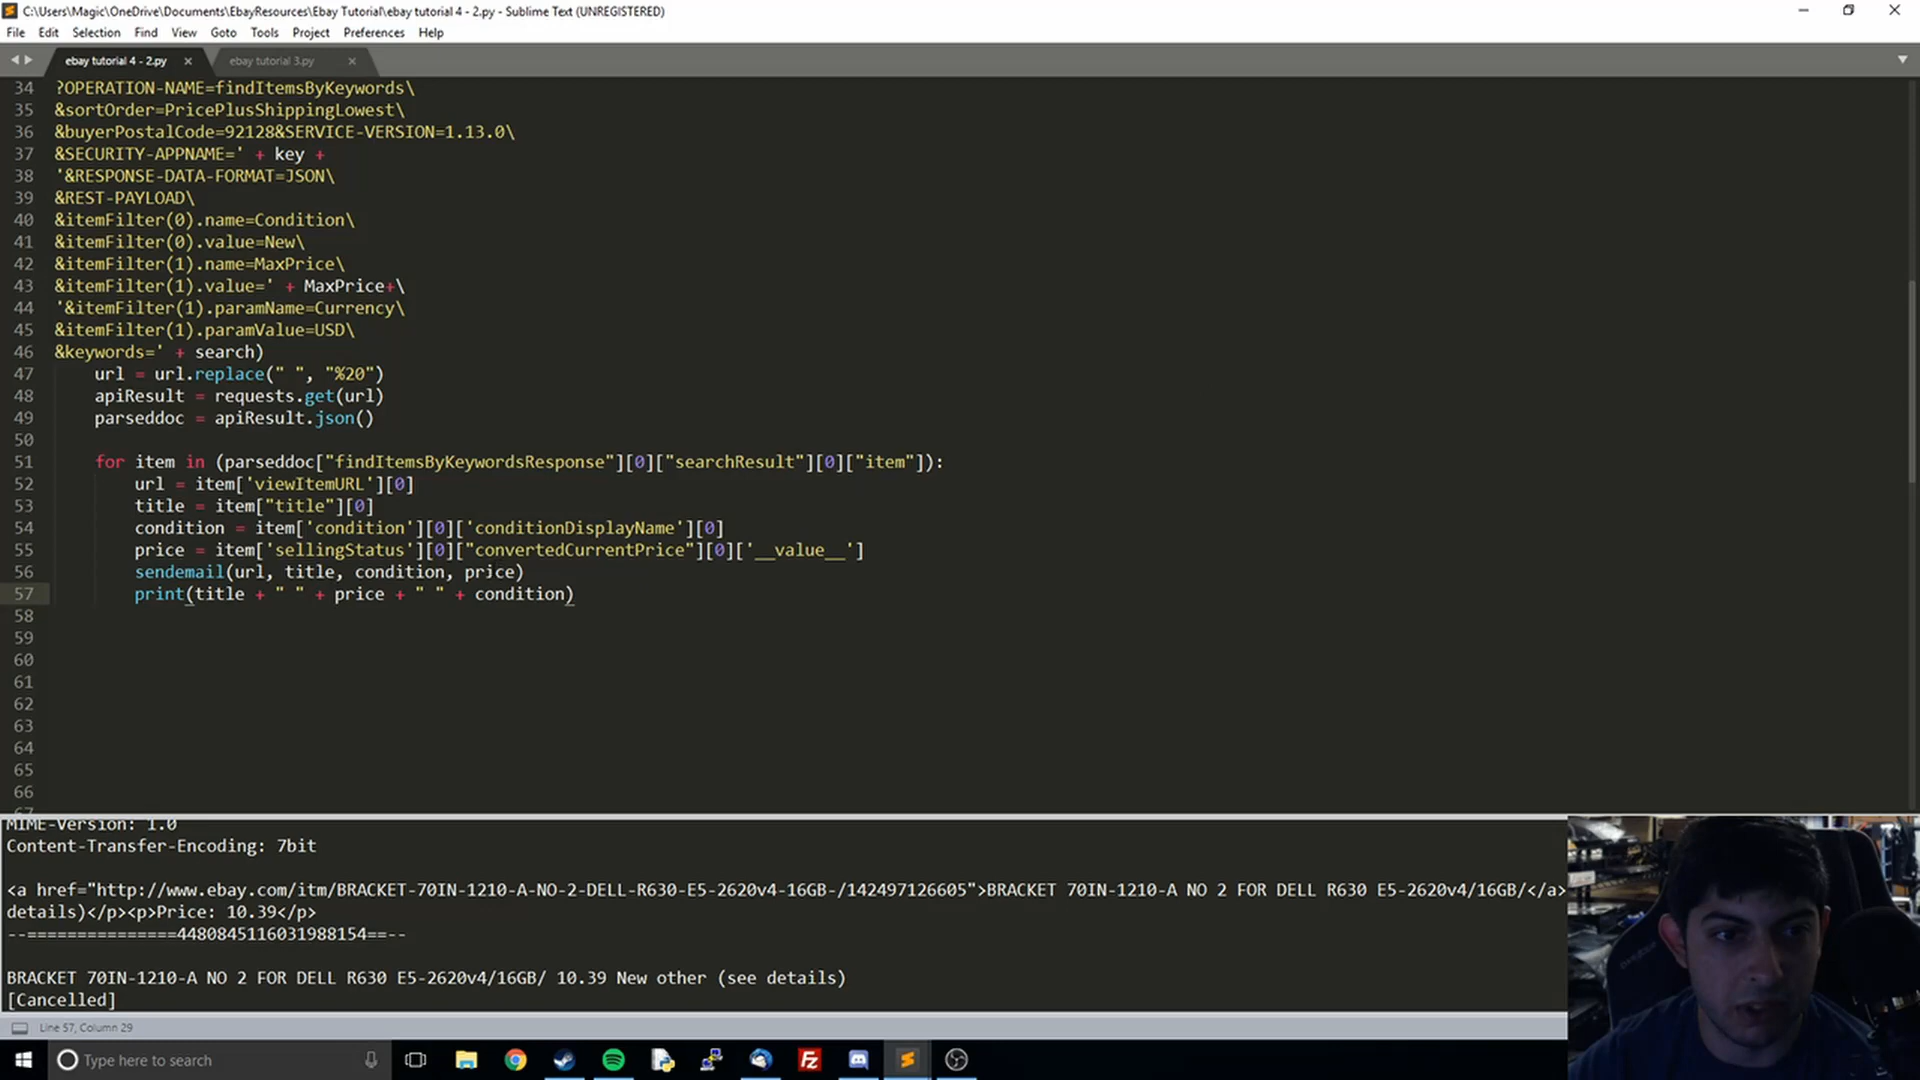 C:\Users\Magic\OneDrive\Documents\EbayResources\Ebay Tutorial\ebay tutorial 4 - 2.py - Sublime Text (UNREGISTERED)
File Edit Selection Find View Goto Tools Project Preferences Help
ebay tutorial 4 - 2.py × ebay tutorial 3.py ×
34 ?OPERATION-NAME=findItemsByKeywords\
35 &sortOrder=PricePlusShippingLowest\
36 &buyerPostalCode=92128&SERVICE-VERSION=1.13.0\
37 &SECURITY-APPNAME=' + key +
38 '&RESPONSE-DATA-FORMAT=JSON\
39 &REST-PAYLOAD\
40 &itemFilter(0).name=Condition\
41 &itemFilter(0).value=New\
42 &itemFilter(1).name=MaxPrice\
43 &itemFilter(1).value=' + MaxPrice+\
44 '&itemFilter(1).paramName=Currency\
45 &itemFilter(1).paramValue=USD\
46 &keywords=' + search)
47 url = url.replace(" ", "%20")
48 apiResult = requests.get(url)
49 parseddoc = apiResult.json()
50
51 for item in (parseddoc["findItemsByKeywordsResponse"][0]["searchResult"][0]["item"]):
52 url = item['viewItemURL'][0]
53 title = item["title"][0]
54 condition = item['condition'][0]['conditionDisplayName'][0]
55 price = item['sellingStatus'][0]["convertedCurrentPrice"][0]['__value__']
56 sendemail(url, title, condition, price)
57 print(title + " " + price + " " + condition)
58
59
60
61
62
63
64
65
66
67
MIME-Version: 1.0
Content-Transfer-Encoding: 7bit
<a href="http://www.ebay.com/itm/BRACKET-70IN-1210-A-NO-2-DELL-R630-E5-2620v4-16GB-/142497126605">BRACKET 70IN-1210-A NO 2 FOR DELL R630 E5-2620v4/16GB/</a>
details)</p><p>Price: 10.39</p>
--===============4480845116031988154==--
BRACKET 70IN-1210-A NO 2 FOR DELL R630 E5-2620v4/16GB/ 10.39 New other (see details)
[Cancelled]
Line 57, Column 29
Type here to search